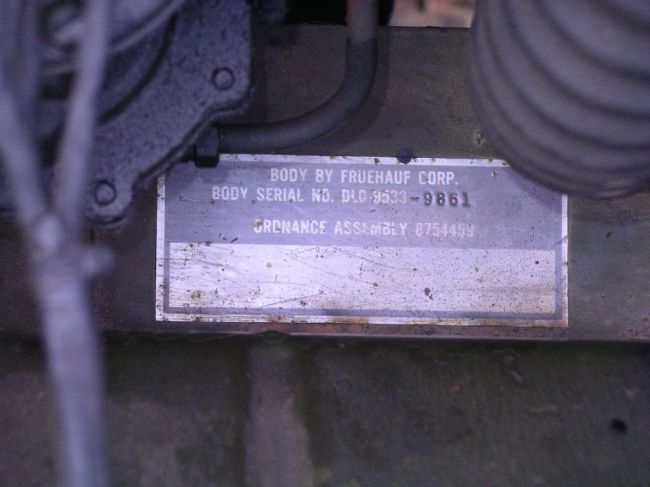 BODY BY FRUEHAUF CORP.
BODY SERIAL NO. DLD-9533-9861
ORDNANCE ASSEMBLY 8754459